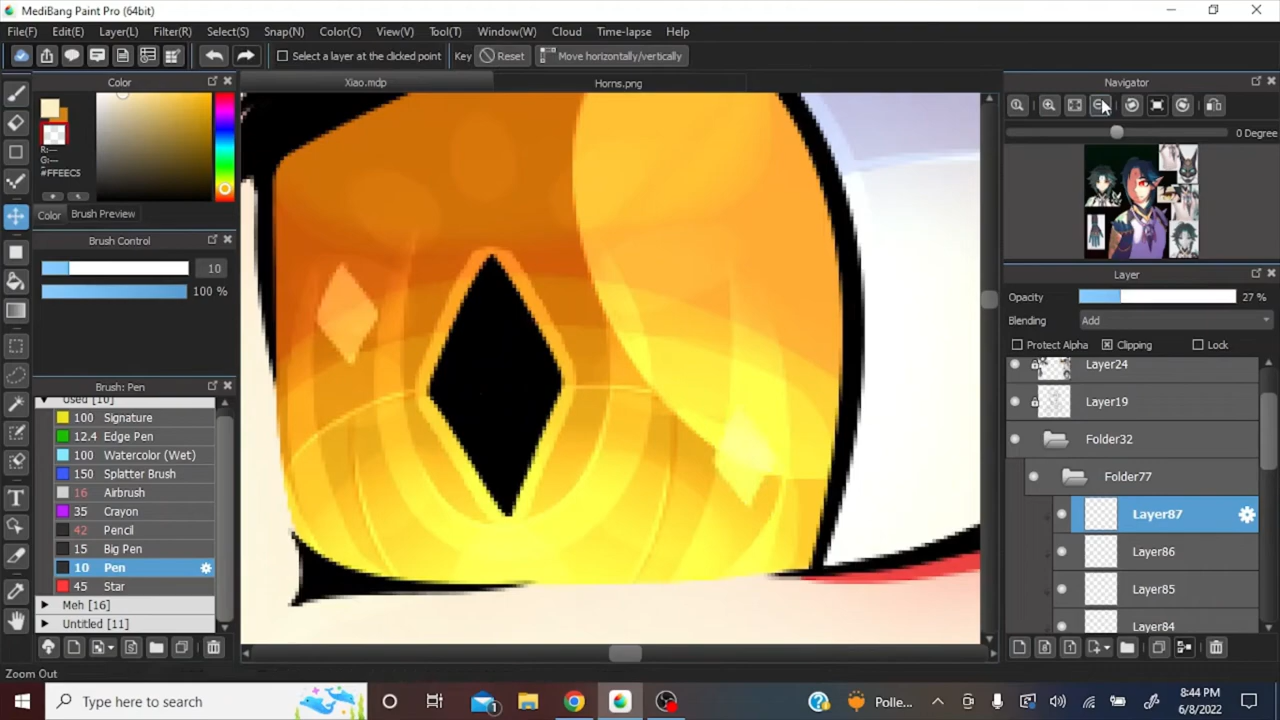 MediBang Paint Pro (64bit)
File(F) Edit(E) Layer(L) Filter(R) Select(S) Snap(N) Color(C) View(V) Tool(T) Window(W) Cloud Time-lapse Help
Select a layer at the clicked point Key Reset Move horizontally/vertically
Color
Xiao.mdp Horns.png
Navigator
R:---
G:---
#FFEEC5
0 Degree
Color Brush Preview
Brush Control
10
100 %
Layer
Opacity 27 %
Blending Add
Protect Alpha Clipping Lock
Layer24
Layer19
Folder32
Folder77
Layer87
Layer86
Layer85
Layer84
Brush: Pen
Used [10]
100 Signature
12.4 Edge Pen
100 Watercolor (Wet)
150 Splatter Brush
16 Airbrush
35 Crayon
42 Pencil
15 Big Pen
10 Pen
45 Star
Meh [16]
Untitled [11]
Zoom Out
Type here to search
1
Polle...
8:44 PM
6/8/2022